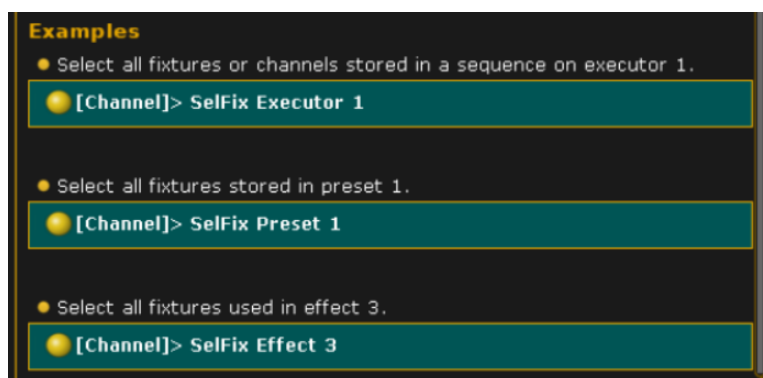 Examples
Select all fixtures or channels stored in a sequence on executor 1.
[Channel]> SelFix Executor 1
Select all fixtures stored in preset 1.
[Channel]> SelFix Preset 1
Select all fixtures used in effect 3.
[Channel]> SelFix Effect 3